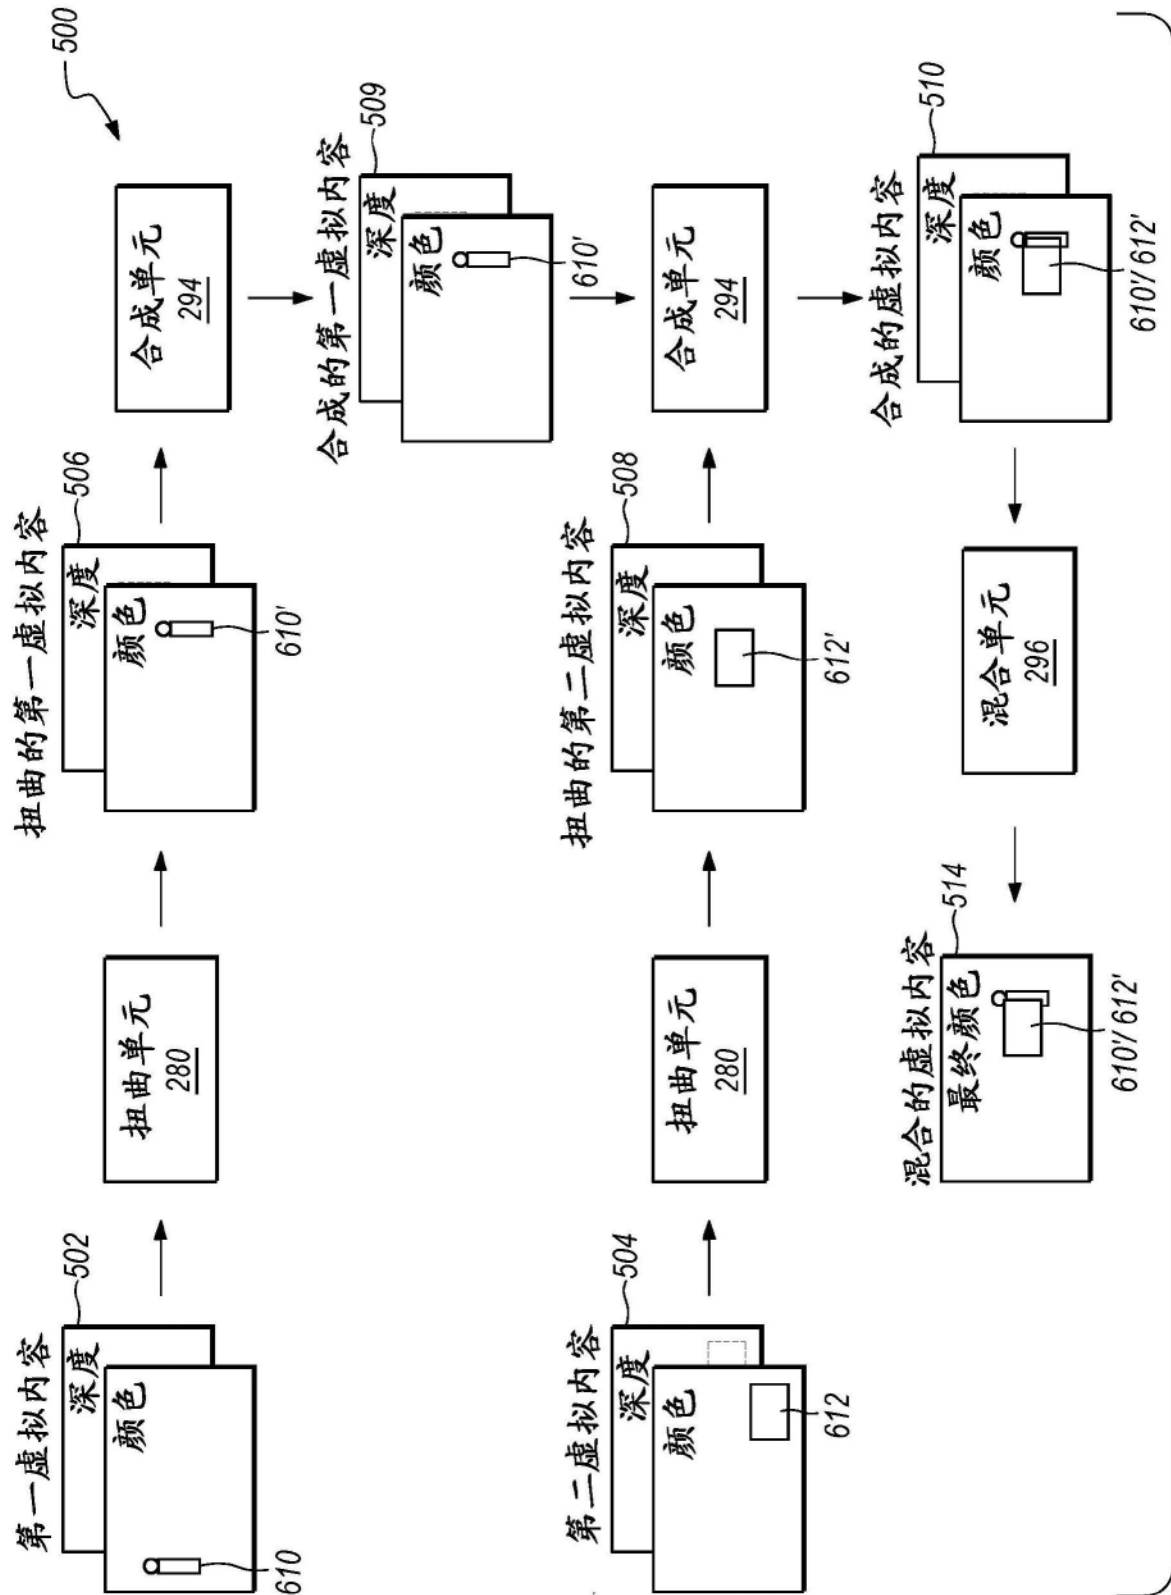 500
第一虚拟内容
深度
502
颜色
610
扭曲单元
280
扭曲的第一虚拟内容
深度
506
颜色
610'
合成单元
294
合成的第一虚拟内容
深度
509
颜色
610'
第二虚拟内容
深度
504
颜色
612
扭曲单元
280
扭曲的第二虚拟内容
深度
508
颜色
612'
合成单元
294
合成的虚拟内容
深度
510
颜色
610'/612'
混合单元
296
混合的虚拟内容
最终颜色
514
610'/612'